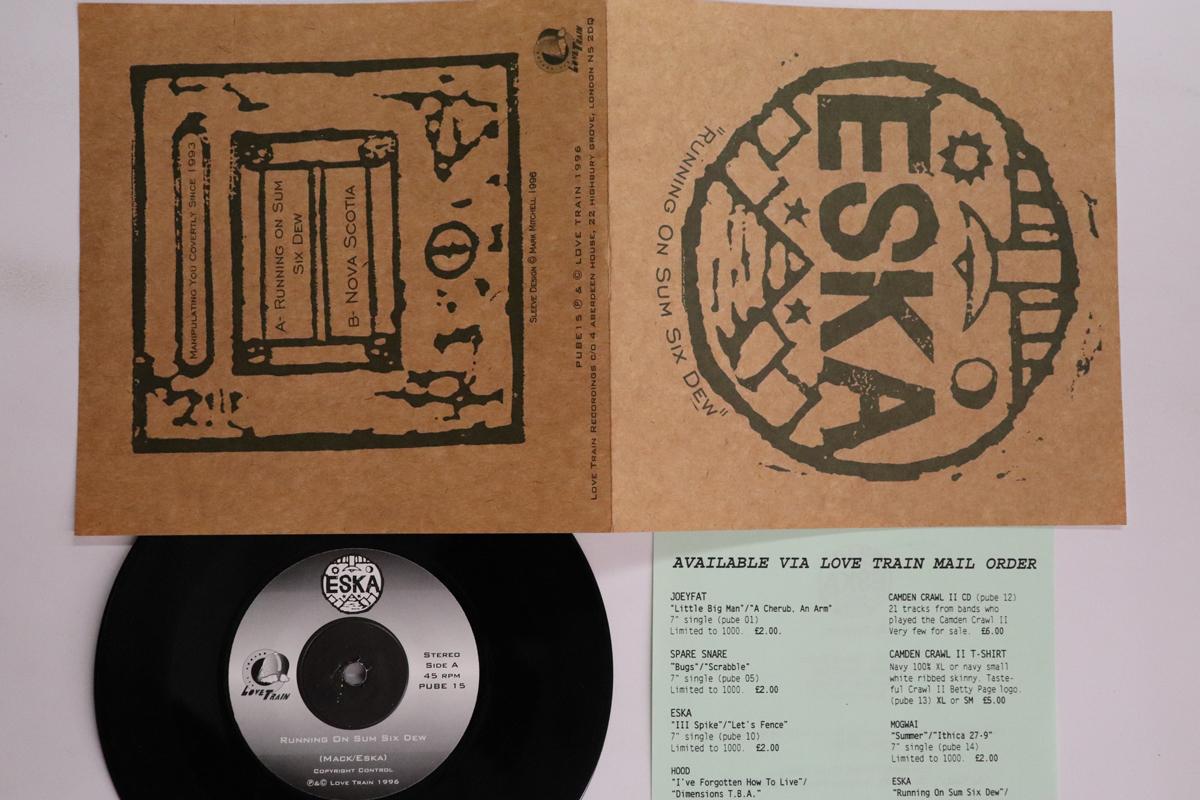 Manipulating You Covertly Since 1993
A- Running on Sum
Six Dew
B- Nova Scotia
Sleeve Design © Mark Mitchell 1996
PUBE15 ℗ & © Love Train 1996
Love Train Recordings c/o 4 Aberdeen House, 22 Highbury Grove, London N5 2DQ
Love Train
ESKA
"Running On Sum Six Dew"
ESKA
Love Train
Stereo
Side A
45 rpm
PUBE 15
Running On Sum Six Dew
(Mack/Eska)
Copyright Control
℗&© Love Train 1996
AVAILABLE VIA LOVE TRAIN MAIL ORDER
JOEYFAT
"Little Big Man"/"A Cherub, An Arm"
7" single (pube 01)
Limited to 1000. £2.00.
SPARE SNARE
"Bugs"/"Scrabble"
7" single (pube 05)
Limited to 1000. £2.00
ESKA
"III Spike"/"Let's Fence"
7" single (pube 10)
Limited to 1000. £2.00
HOOD
"I've Forgotten How To Live"/
"Dimensions T.B.A."
CAMDEN CRAWL II CD (pube 12)
21 tracks from bands who
played the Camden Crawl II
Very few for sale. £6.00
CAMDEN CRAWL II T-SHIRT
Navy 100% XL or navy small
white ribbed skinny. Taste-
ful Crawl II Betty Page logo.
(pube 13) XL or SM £5.00
MOGWAI
"Summer"/"Ithica 27-9"
7" single (pube 14)
Limited to 1000. £2.00
ESKA
"Running On Sum Six Dew"/